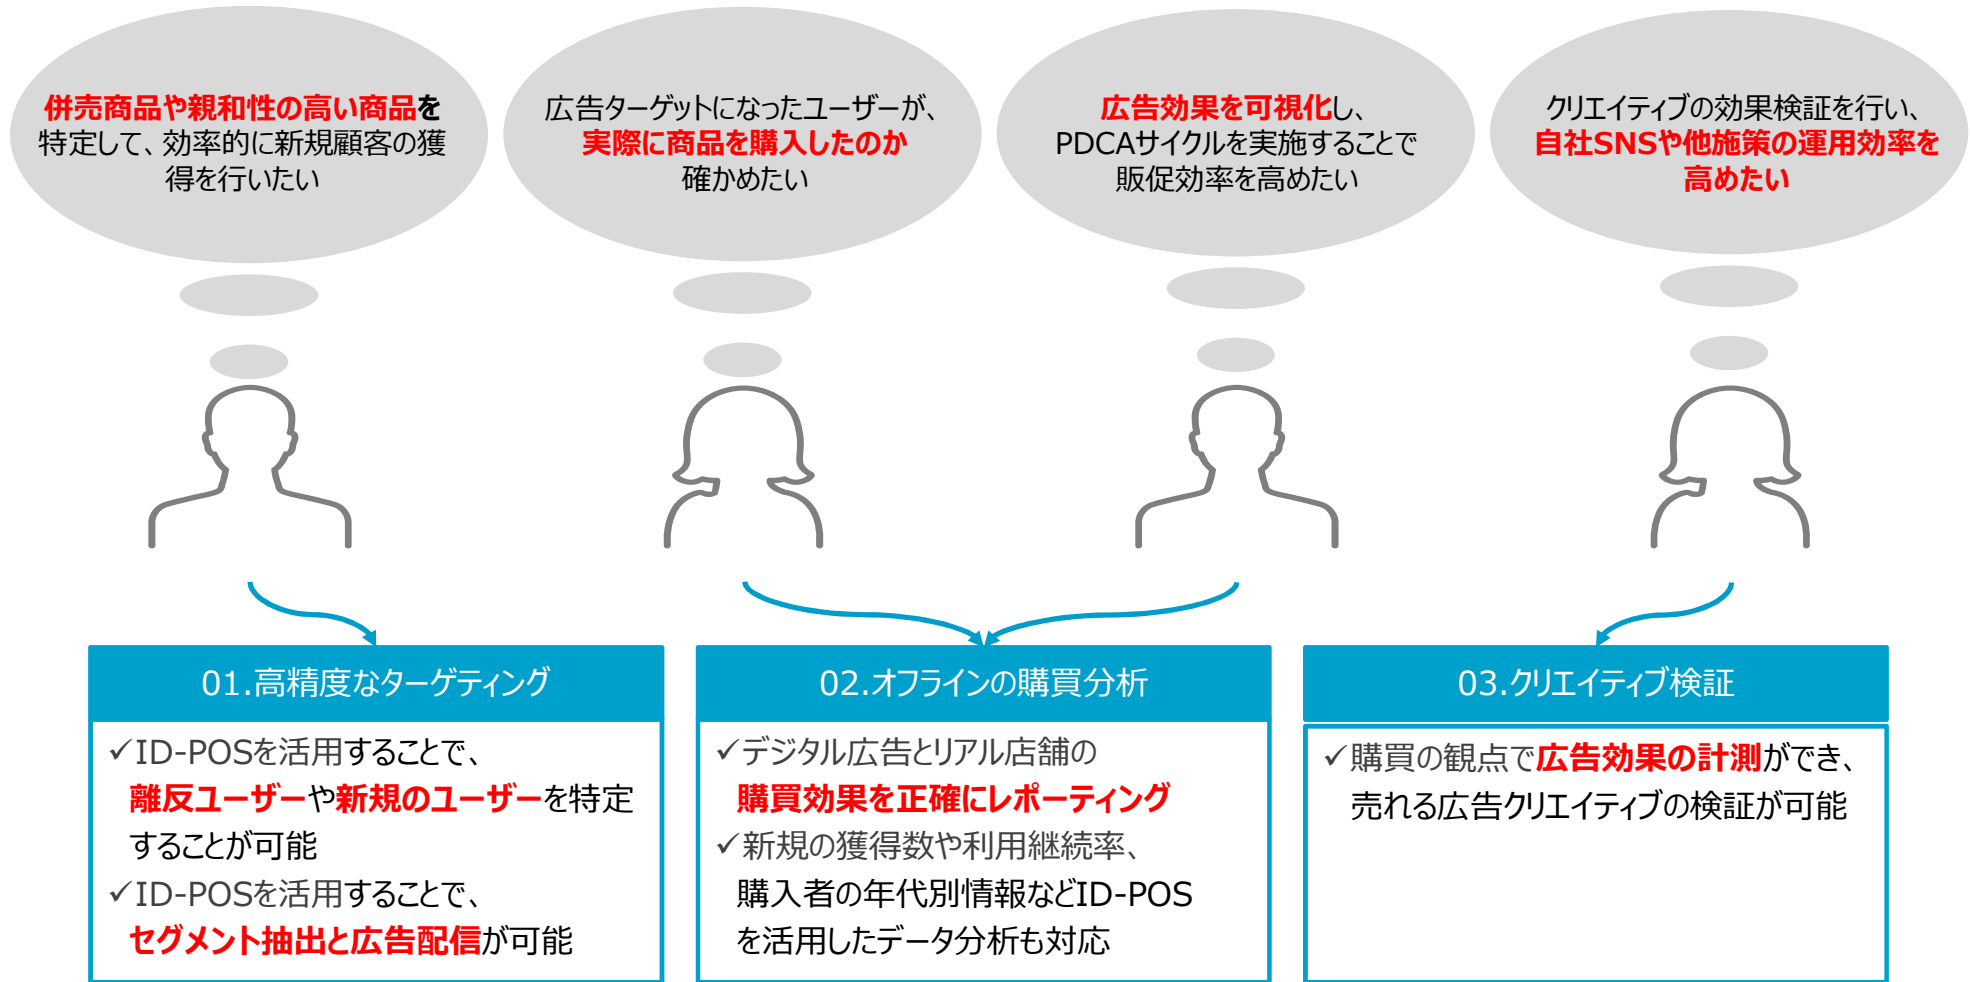 併売商品や親和性の高い商品を
特定して、効率的に新規顧客の獲
得を行いたい
広告ターゲットになったユーザーが、
実際に商品を購入したのか
確かめたい
広告効果を可視化し、
PDCAサイクルを実施することで
販促効率を高めたい
クリエイティブの効果検証を行い、
自社SNSや他施策の運用効率を
高めたい
01.高精度なターゲティング
✓ID-POSを活用することで、
離反ユーザーや新規のユーザーを特定
することが可能
✓ID-POSを活用することで、
セグメント抽出と広告配信が可能
02.オフラインの購買分析
✓デジタル広告とリアル店舗の
購買効果を正確にレポーティング
✓新規の獲得数や利用継続率、
購入者の年代別情報などID-POS
を活用したデータ分析も対応
03.クリエイティブ検証
✓購買の観点で広告効果の計測ができ、
売れる広告クリエイティブの検証が可能